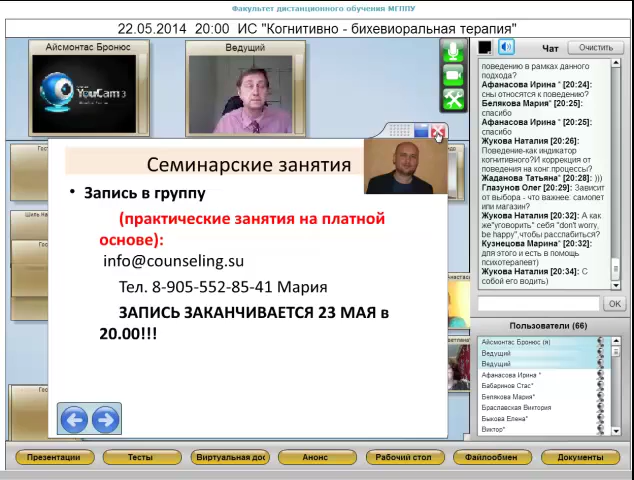 Факультет дистанционного обучения МГППУ
22.05.2014 20:00 ИС "Когнитивно - бихевиоральная терапия"
Айсмонтас Бронюс
Ведущий
YouCam 3
Чат
Очистить
поведению в рамках данного
подхода?
Афанасова Ирина* [20:24]:
сны относятся к поведению?
Белякова Мария* [20:25]:
спасибо
Афанасова Ирина* [20:25]:
спасибо
Жукова Наталия [20:26]:
Поведение-как индикатор
когнитивного?И коррекция от
поведения на конг.процессы?
Жаданова Татьяна* [20:28]: )))
Глазунов Олег [20:29]: Зависит
от выбора - что важнее: самолет
или магазин?
Жукова Наталия [20:32]: А как
же"уговорить" себя "don't worry,
be happy",чтобы расслабиться?
Кузнецова Марина* [20:32]:
для этого и есть в помощь
психотерапевт)
Жукова Наталия [20:34]: С
собой его водить)
OK
Семинарские занятия
• Запись в группу
(практические занятия на платной
основе):
info@counseling.su
Тел. 8-905-552-85-41 Мария
ЗАПИСЬ ЗАКАНЧИВАЕТСЯ 23 МАЯ в
20.00!!!
Пользователи (66)
Айсмонтас Бронюс (я)
Ведущий
Ведущий
Афанасова Ирина *
Бабаринов Стас*
Белякова Мария*
Браславская Виктория
Быкова Елена*
Виктор*
Презентации
Тесты
Виртуальная дос
Анонс
Рабочий стол
Файлообмен
Документы